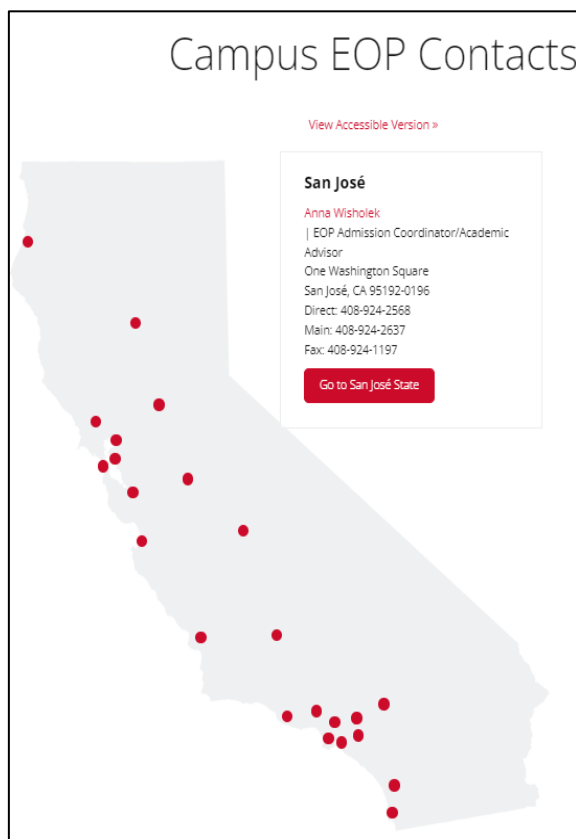 Campus EOP Contacts
View Accessible Version »
San José
Anna Wisholek
| EOP Admission Coordinator/Academic
Advisor
One Washington Square
San José, CA 95192-0196
Direct: 408-924-2568
Main: 408-924-2637
Fax: 408-924-1197
Go to San José State